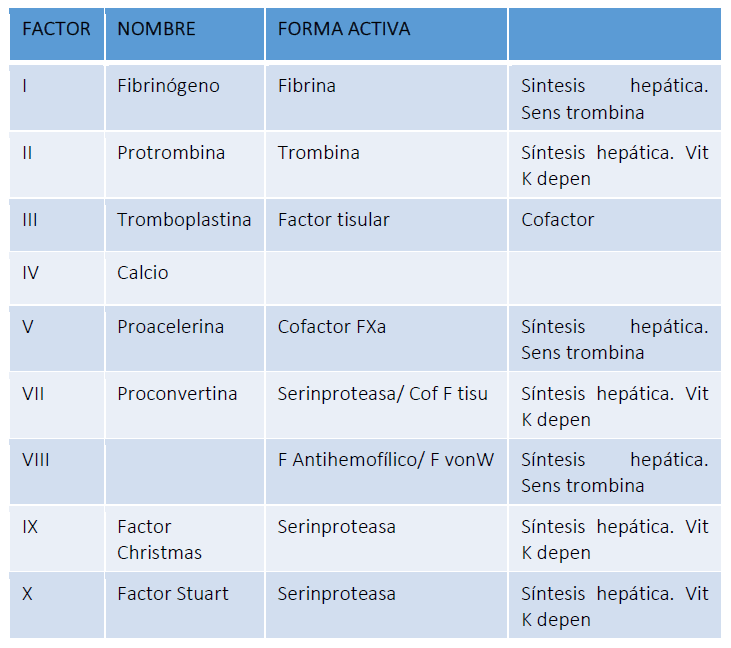 FACTOR NOMBRE FORMA ACTIVA
I Fibrinógeno Fibrina Sintesis hepática.
Sens trombina
II Protrombina Trombina Síntesis hepática. Vit
K depen
III Tromboplastina Factor tisular Cofactor
IV Calcio
V Proacelerina Cofactor FXa Síntesis hepática.
Sens trombina
VII Proconvertina Serinproteasa/ Cof F tisu Síntesis hepática. Vit
K depen
VIII F Antihemofílico/ F vonW Síntesis hepática.
Sens trombina
IX Factor Serinproteasa Síntesis hepática. Vit
Christmas K depen
X Factor Stuart Serinproteasa Síntesis hepática. Vit
K depen